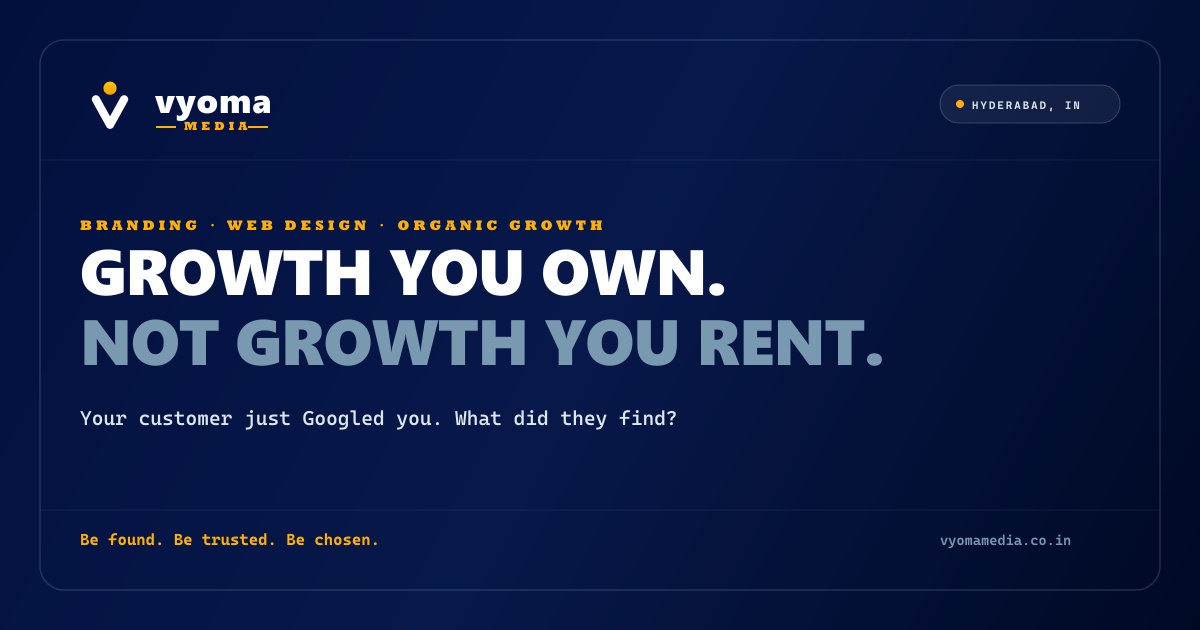 vyoma
MEDIA
HYDERABAD, IN
BRANDING · WEB DESIGN · ORGANIC GROWTH
GROWTH YOU OWN.
NOT GROWTH YOU RENT.
Your customer just Googled you. What did they find?
Be found. Be trusted. Be chosen.
vyomamedia.co.in